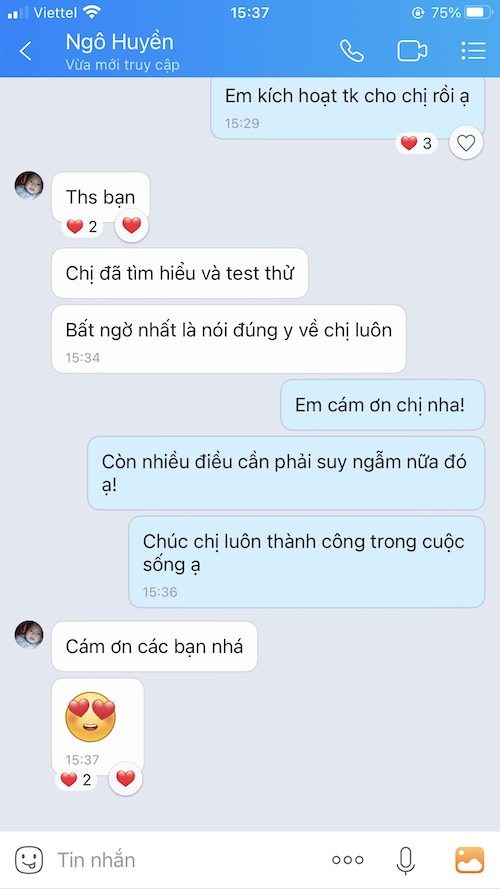 Viettel 15:37 75%
Ngô Huyền
Vừa mới truy cập
Em kích hoạt tk cho chị rồi ạ
15:29
3
Ths bạn
2
Chị đã tìm hiểu và test thử
Bất ngờ nhất là nói đúng y về chị luôn
15:34
Em cám ơn chị nha!
Còn nhiều điều cần phải suy ngẫm nữa đó
ạ!
Chúc chị luôn thành công trong cuộc
sống ạ
15:36
Cám ơn các bạn nhá
15:37
2
Tin nhắn